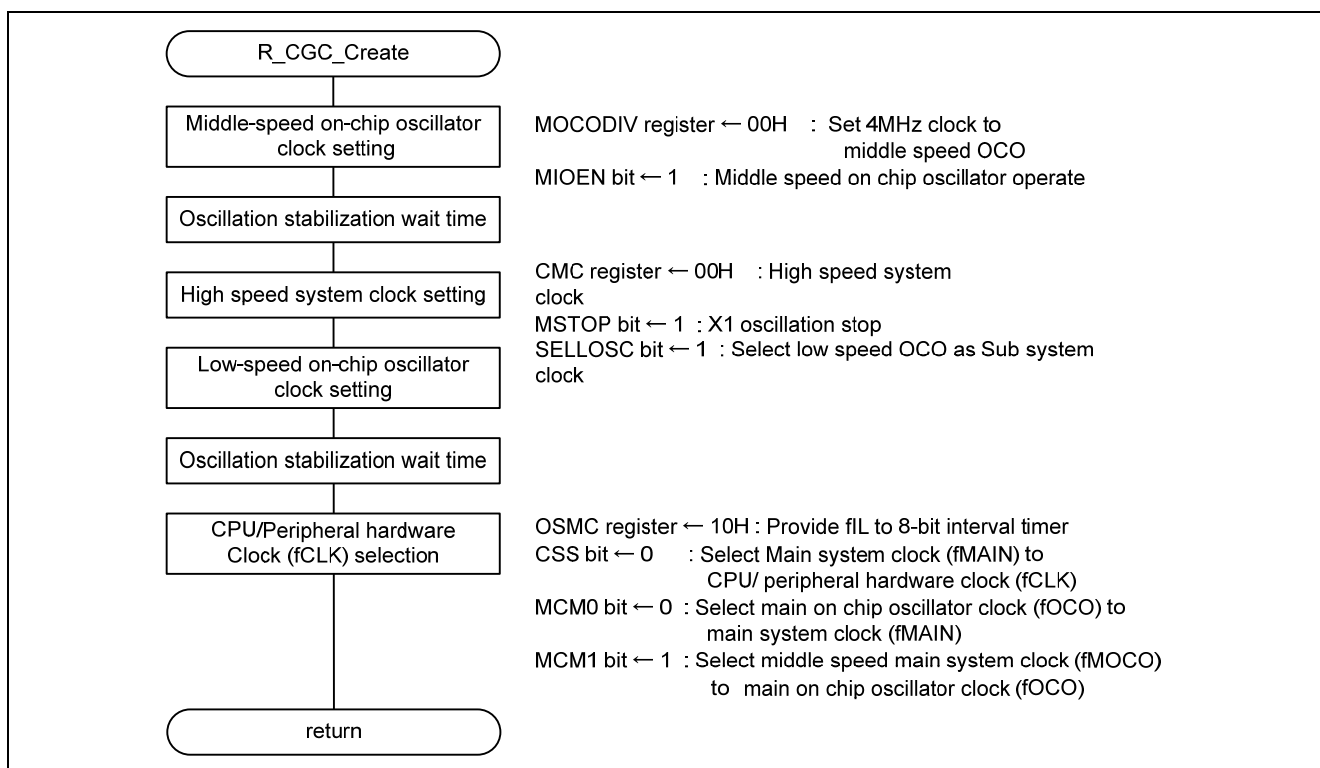 R_CGC_Create
Middle-speed on-chip oscillator
clock setting
MOCODIV register ← 00H : Set 4MHz clock to
middle speed OCO
MIOEN bit ← 1 : Middle speed on chip oscillator operate
Oscillation stabilization wait time
High speed system clock setting
CMC register ← 00H : High speed system
clock
MSTOP bit ← 1 : X1 oscillation stop
SELLOSC bit ← 1 : Select low speed OCO as Sub system
clock
Low-speed on-chip oscillator
clock setting
Oscillation stabilization wait time
CPU/Peripheral hardware
Clock (fCLK) selection
OSMC register ← 10H : Provide fIL to 8-bit interval timer
CSS bit ← 0 : Select Main system clock (fMAIN) to
CPU/ peripheral hardware clock (fCLK)
MCM0 bit ← 0 : Select main on chip oscillator clock (fOCO) to
main system clock (fMAIN)
MCM1 bit ← 1 : Select middle speed main system clock (fMOCO)
to main on chip oscillator clock (fOCO)
return